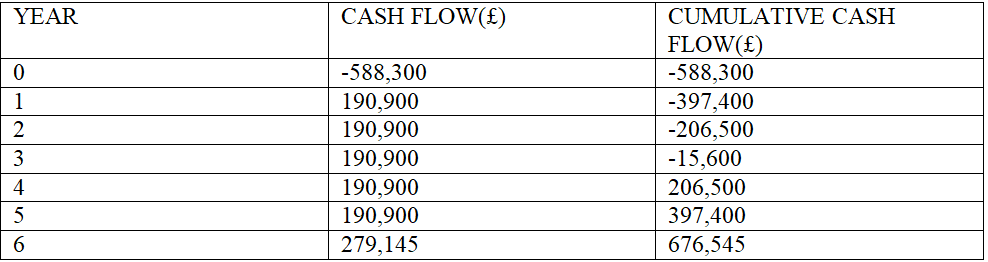 YEAR CASH FLOW(£) CUMULATIVE CASH
FLOW(£)
0 -588,300 -588,300
1 190,900 -397,400
2 190,900 -206,500
3 190,900 -15,600
4 190,900 206,500
5 190,900 397,400
6 279,145 676,545